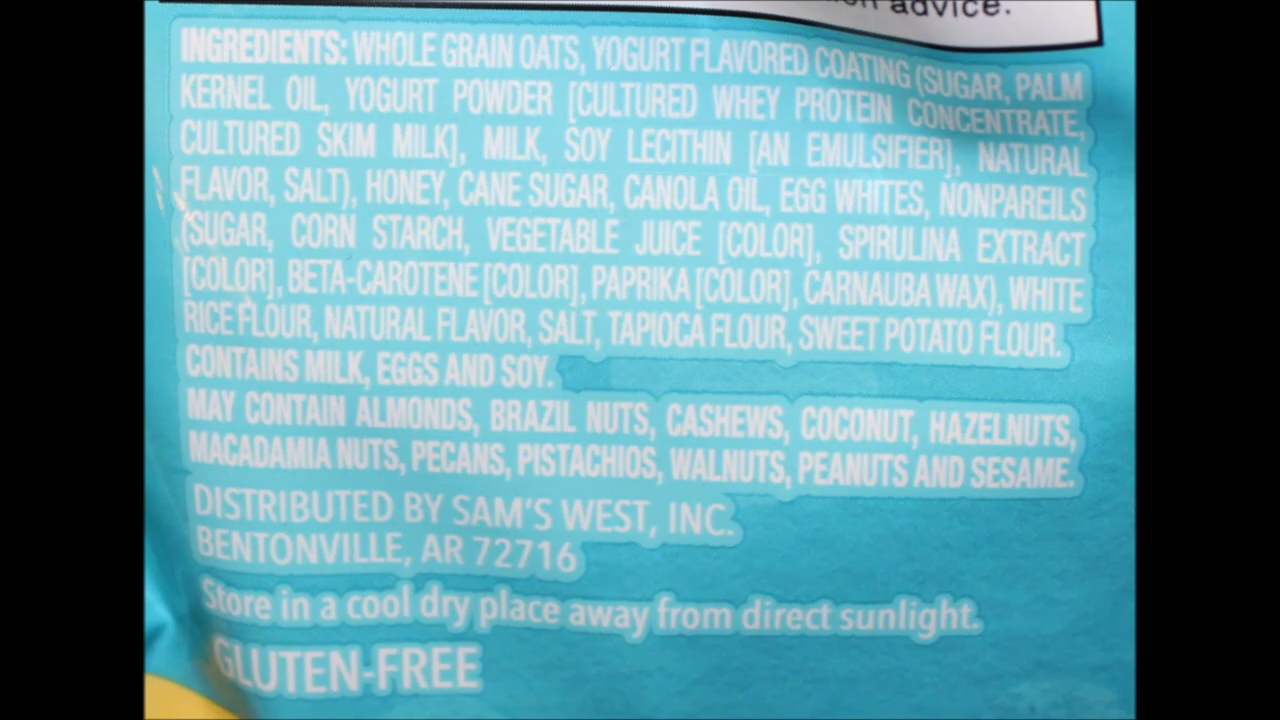 advice.
INGREDIENTS: WHOLE GRAIN OATS, YOGURT FLAVORED COATING (SUGAR, PALM
KERNEL OIL, YOGURT POWDER [CULTURED WHEY PROTEIN CONCENTRATE,
CULTURED SKIM MILK], MILK, SOY LECITHIN [AN EMULSIFIER], NATURAL
FLAVOR, SALT), HONEY, CANE SUGAR, CANOLA OIL, EGG WHITES, NONPAREILS
(SUGAR, CORN STARCH, VEGETABLE JUICE [COLOR], SPIRULINA EXTRACT
[COLOR], BETA-CAROTENE [COLOR], PAPRIKA [COLOR], CARNAUBA WAX), WHITE
RICE FLOUR, NATURAL FLAVOR, SALT, TAPIOCA FLOUR, SWEET POTATO FLOUR.
CONTAINS MILK, EGGS AND SOY.
MAY CONTAIN ALMONDS, BRAZIL NUTS, CASHEWS, COCONUT, HAZELNUTS,
MACADAMIA NUTS, PECANS, PISTACHIOS, WALNUTS, PEANUTS AND SESAME.
DISTRIBUTED BY SAM'S WEST, INC.
BENTONVILLE, AR 72716
Store in a cool dry place away from direct sunlight.
GLUTEN-FREE